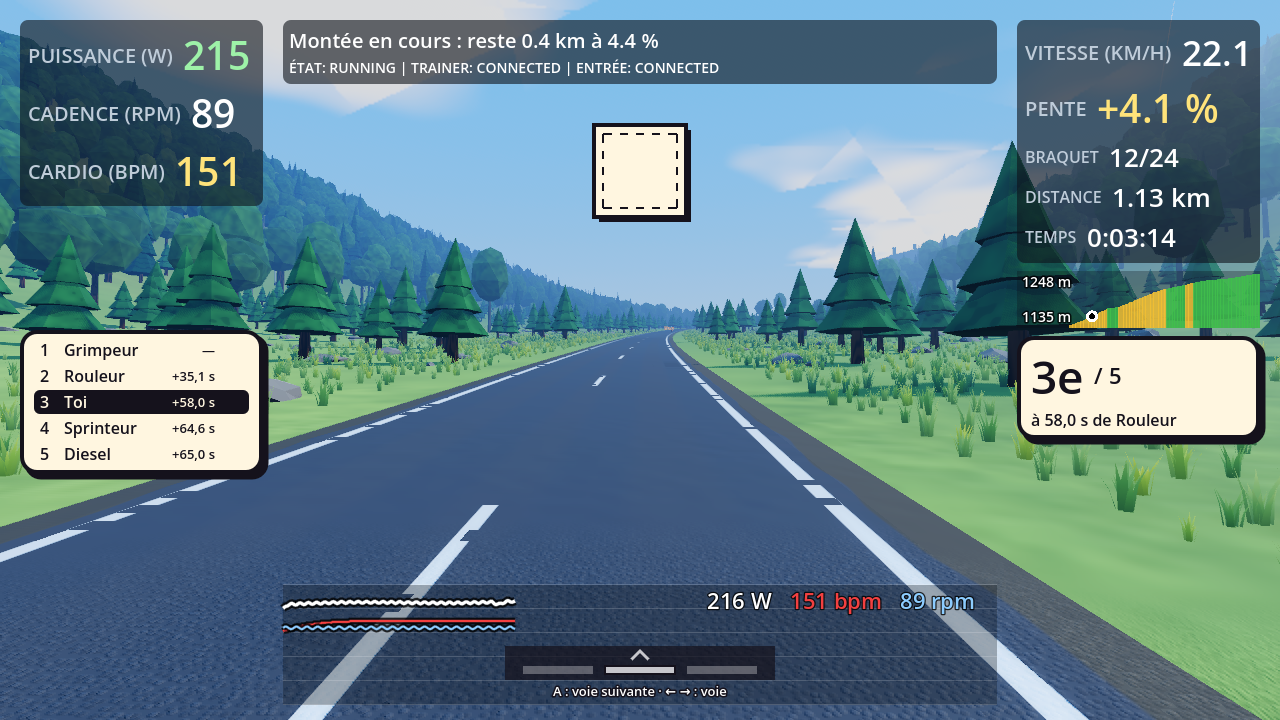 PUISSANCE (W) 215
CADENCE (RPM) 89
CARDIO (BPM) 151
Montée en cours : reste 0.4 km à 4.4 %
ÉTAT: RUNNING | TRAINER: CONNECTED | ENTRÉE: CONNECTED
VITESSE (KM/H) 22.1
PENTE +4.1 %
BRAQUET 12/24
DISTANCE 1.13 km
TEMPS 0:03:14
1248 m
1135 m
1 Grimpeur —
2 Rouleur +35,1 s
3 Toi +58,0 s
4 Sprinteur +64,6 s
5 Diesel +65,0 s
3e / 5
à 58,0 s de Rouleur
216 W 151 bpm 89 rpm
A : voie suivante · ← → : voie